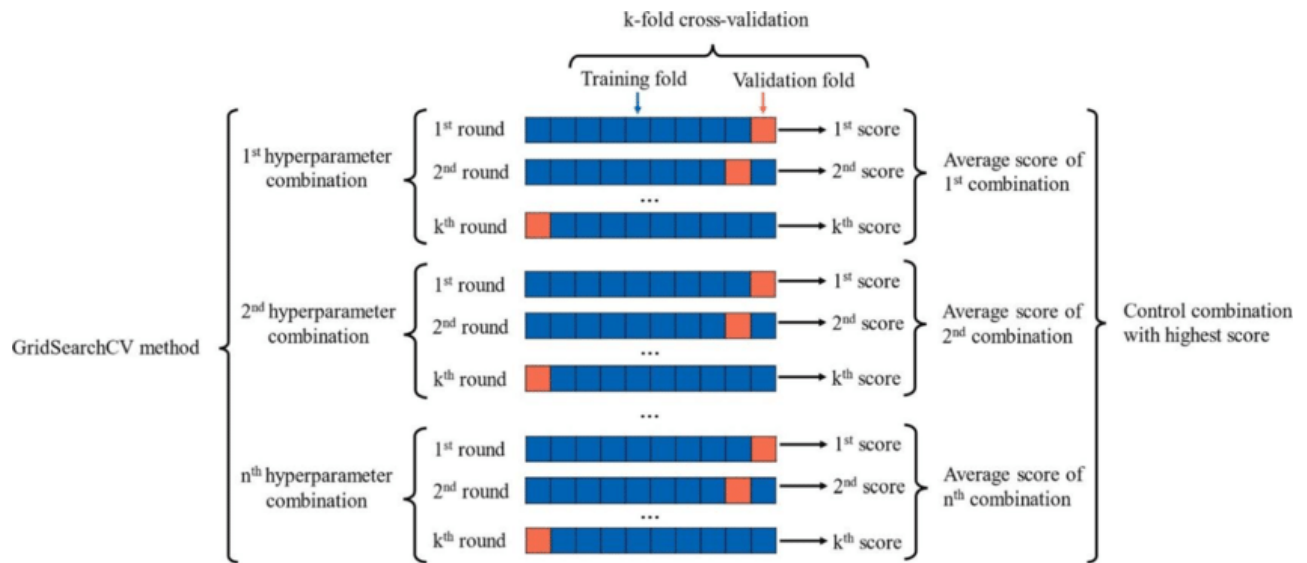 k-fold cross-validation
Training fold
Validation fold
GridSearchCV method
1st hyperparameter
combination
1st round
1st score
2nd round
2nd score
...
kth round
kth score
Average score of
1st combination
2nd hyperparameter
combination
1st round
1st score
2nd round
2nd score
...
kth round
kth score
Average score of
2nd combination
...
nth hyperparameter
combination
1st round
1st score
2nd round
2nd score
...
kth round
kth score
Average score of
nth combination
Control combination
with highest score